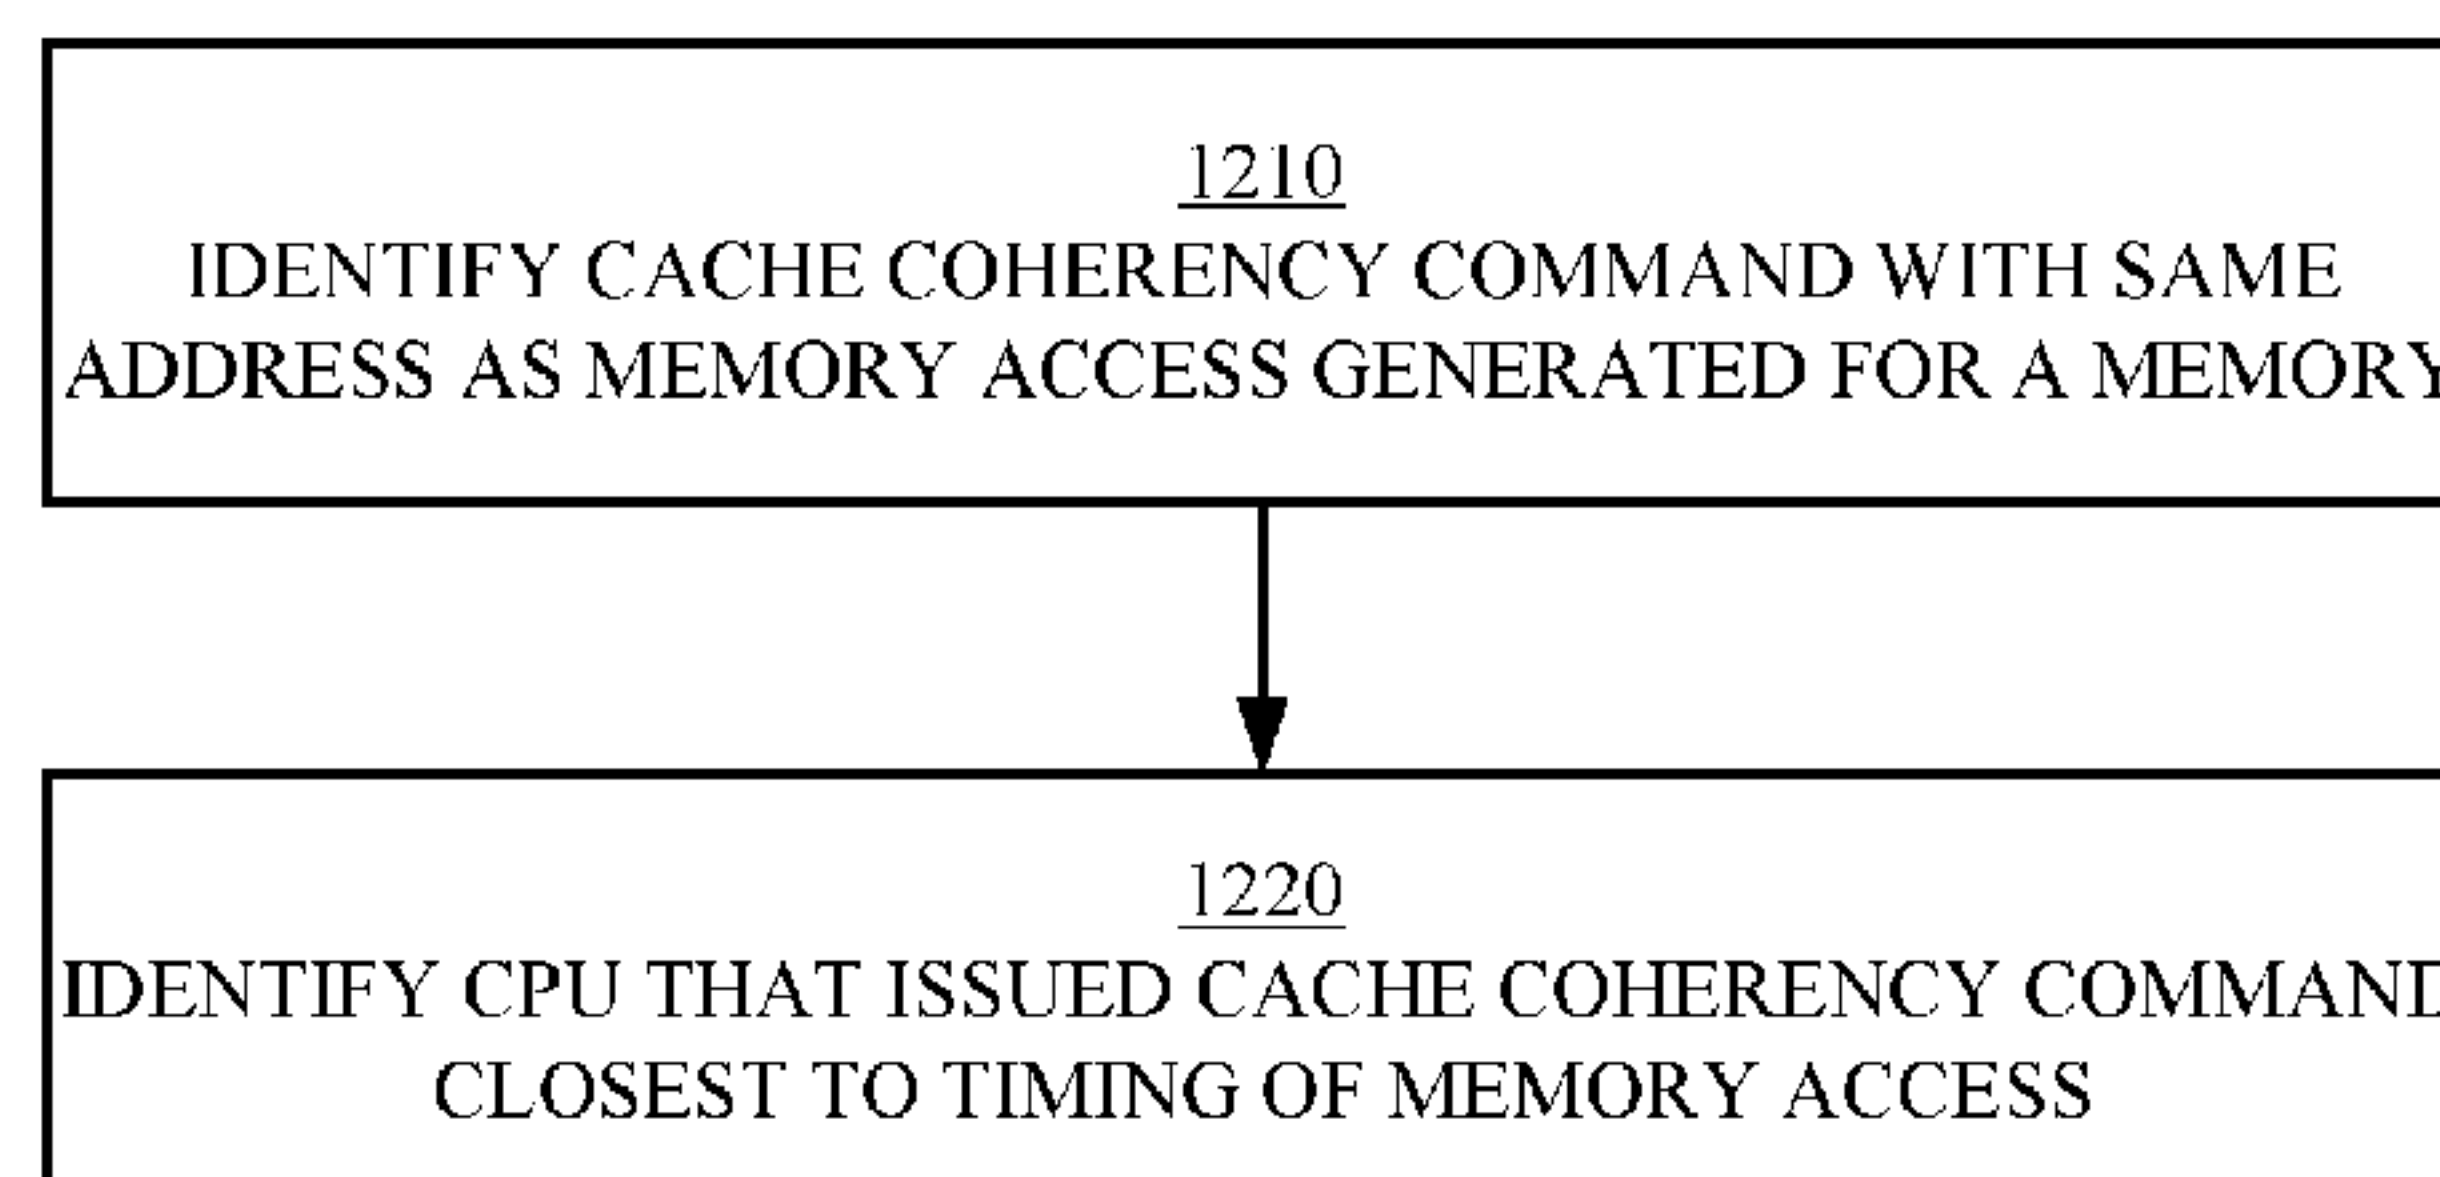 1210
IDENTIFY CACHE COHERENCY COMMAND WITH SAME
ADDRESS AS MEMORY ACCESS GENERATED FOR A MEMORY
1220
IDENTIFY CPU THAT ISSUED CACHE COHERENCY COMMAND
CLOSEST TO TIMING OF MEMORY ACCESS